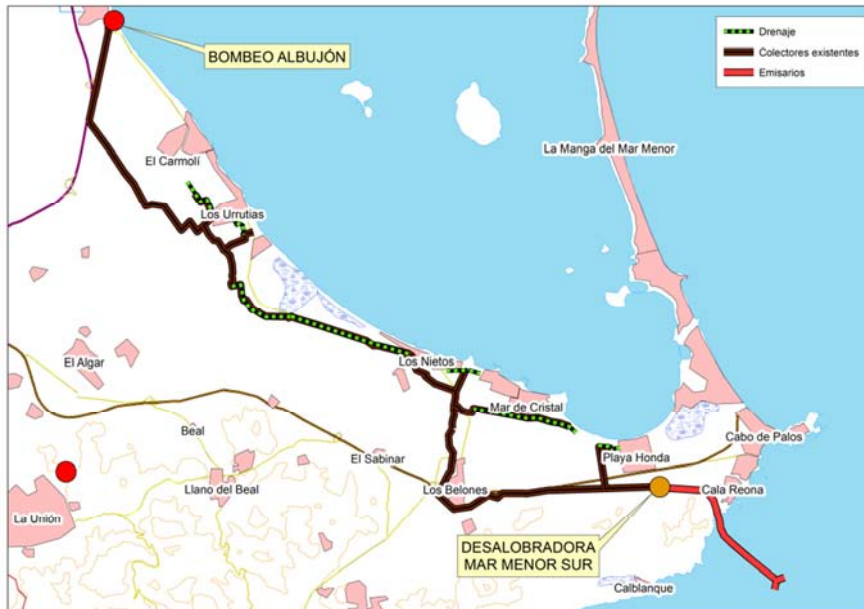 BOMBEO ALBUJÓN
Drenaje
Colectores existentes
Emisarios
La Manga del Mar Menor
El Carmolí
Los Urrutias
El Algar
Los Nietos
Mar de Cristal
Beal
El Sabinar
Playa Honda
Cabo de Palos
Llano del Beal
Los Belones
Cala Reona
La Unión
DESALOBRADORA
MAR MENOR SUR
Calblanque